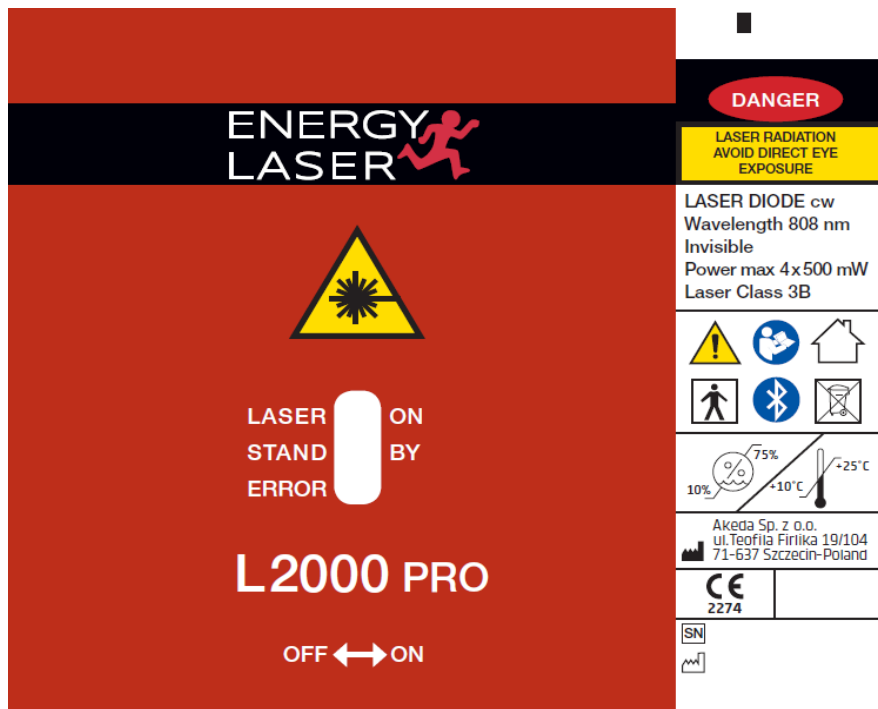 ENERGY
LASER
LASER ON
STAND BY
ERROR
L2000 PRO
OFF ON
DANGER
LASER RADIATION
AVOID DIRECT EYE
EXPOSURE
LASER DIODE cw
Wavelength 808 nm
Invisible
Power max 4x500 mW
Laser Class 3B
!
i
75%
%
10%
+25°C
+10°C
Akeda Sp. z o.o.
ul.Teofila Firlika 19/104
71-637 Szczecin-Poland
CE
2274
SN